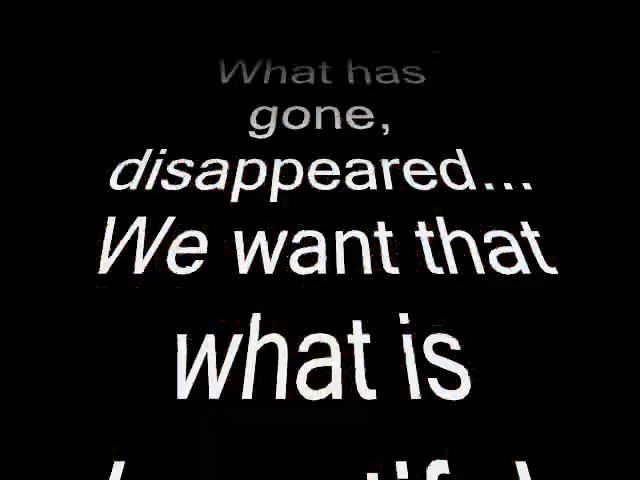 What has
gone,
disappeared...
We want that
what is